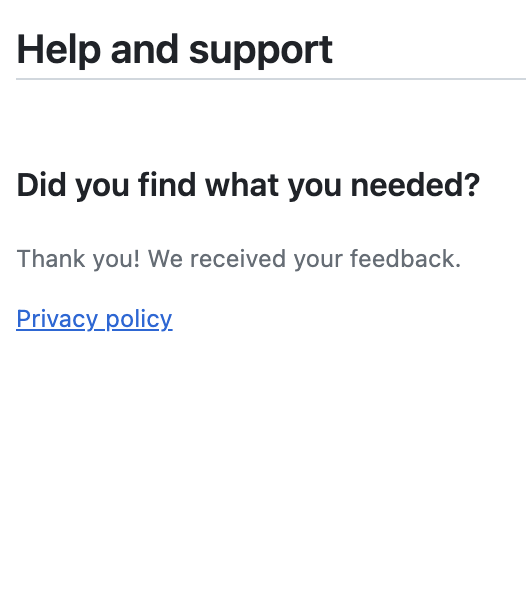 Help and support
Did you find what you needed?
Thank you! We received your feedback.
Privacy policy